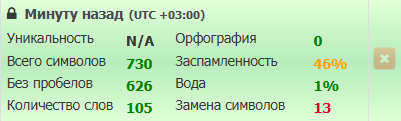 Минуту назад (UTC +03:00)
Уникальность N/A Орфография 0
Всего символов 730 Заспамленность 46%
Без пробелов 626 Вода 1%
Количество слов 105 Замена символов 13